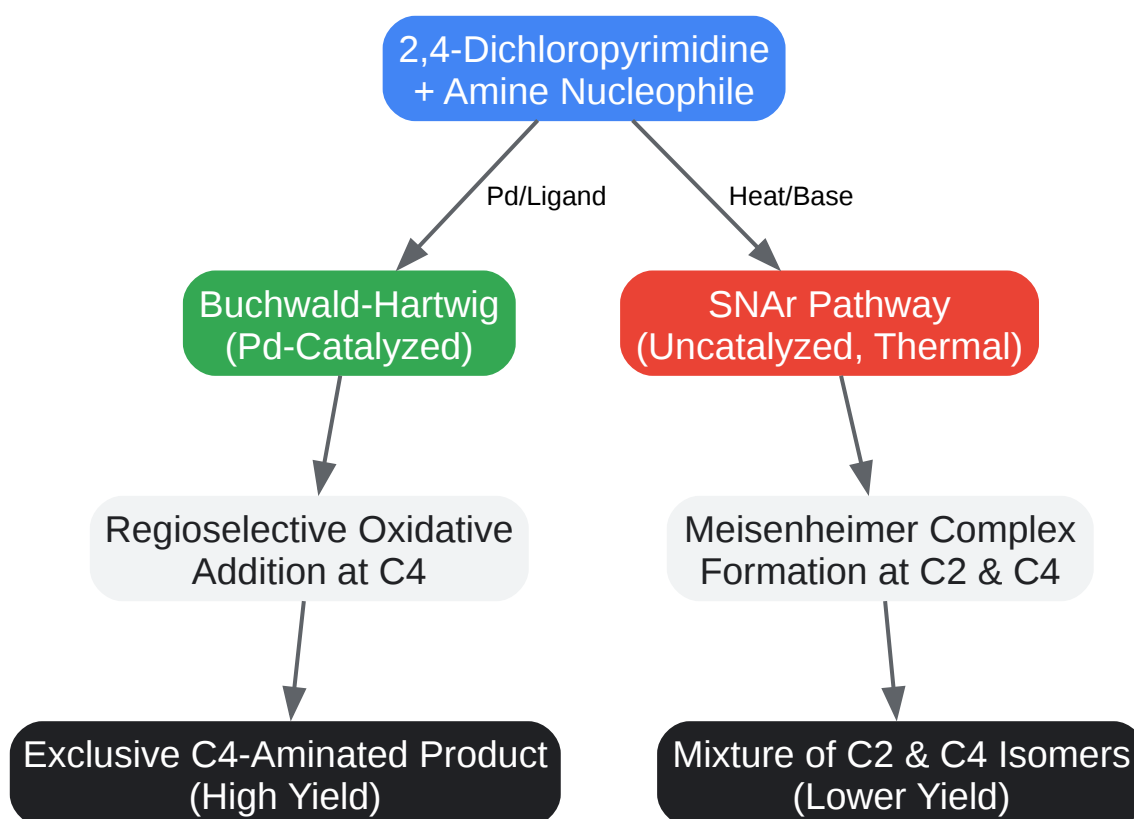 2,4-Dichloropyrimidine
+ Amine Nucleophile
Pd/Ligand
Heat/Base
Buchwald-Hartwig
(Pd-Catalyzed)
SNAr Pathway
(Uncatalyzed, Thermal)
Regioselective Oxidative
Addition at C4
Meisenheimer Complex
Formation at C2 & C4
Exclusive C4-Aminated Product
(High Yield)
Mixture of C2 & C4 Isomers
(Lower Yield)